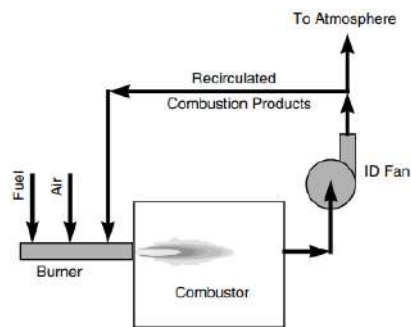 To Atmosphere
Recirculated
Combustion Products
ID Fan
Fuel
Air
Burner
Combustor